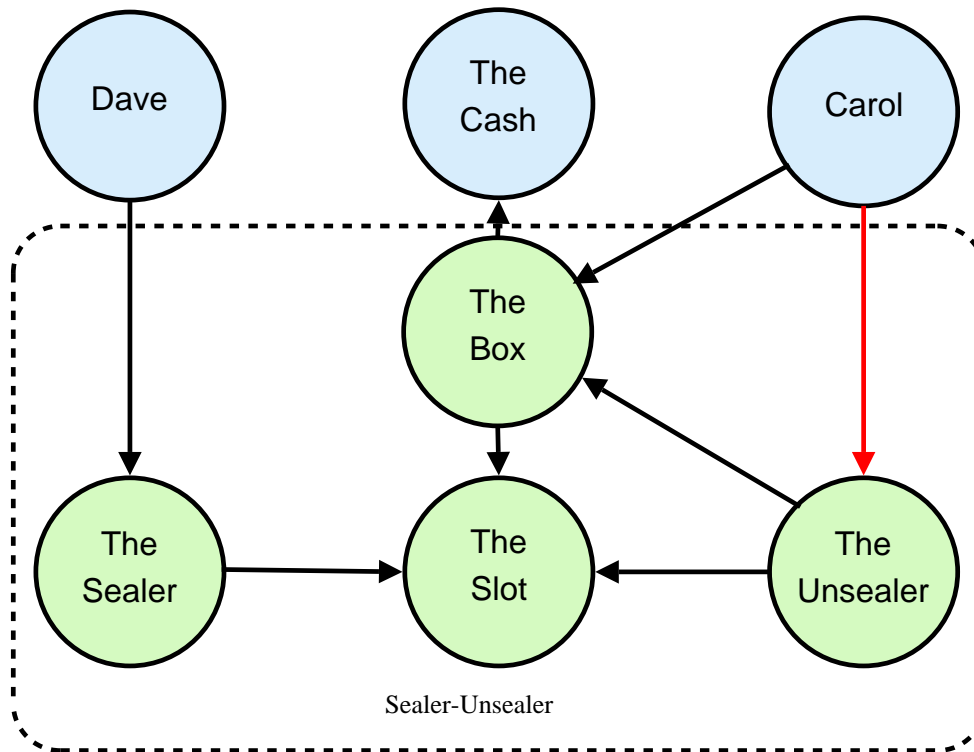 Dave
The
Cash
Carol
The
Box
The
Sealer
The
Slot
The
Unsealer
Sealer-Unsealer